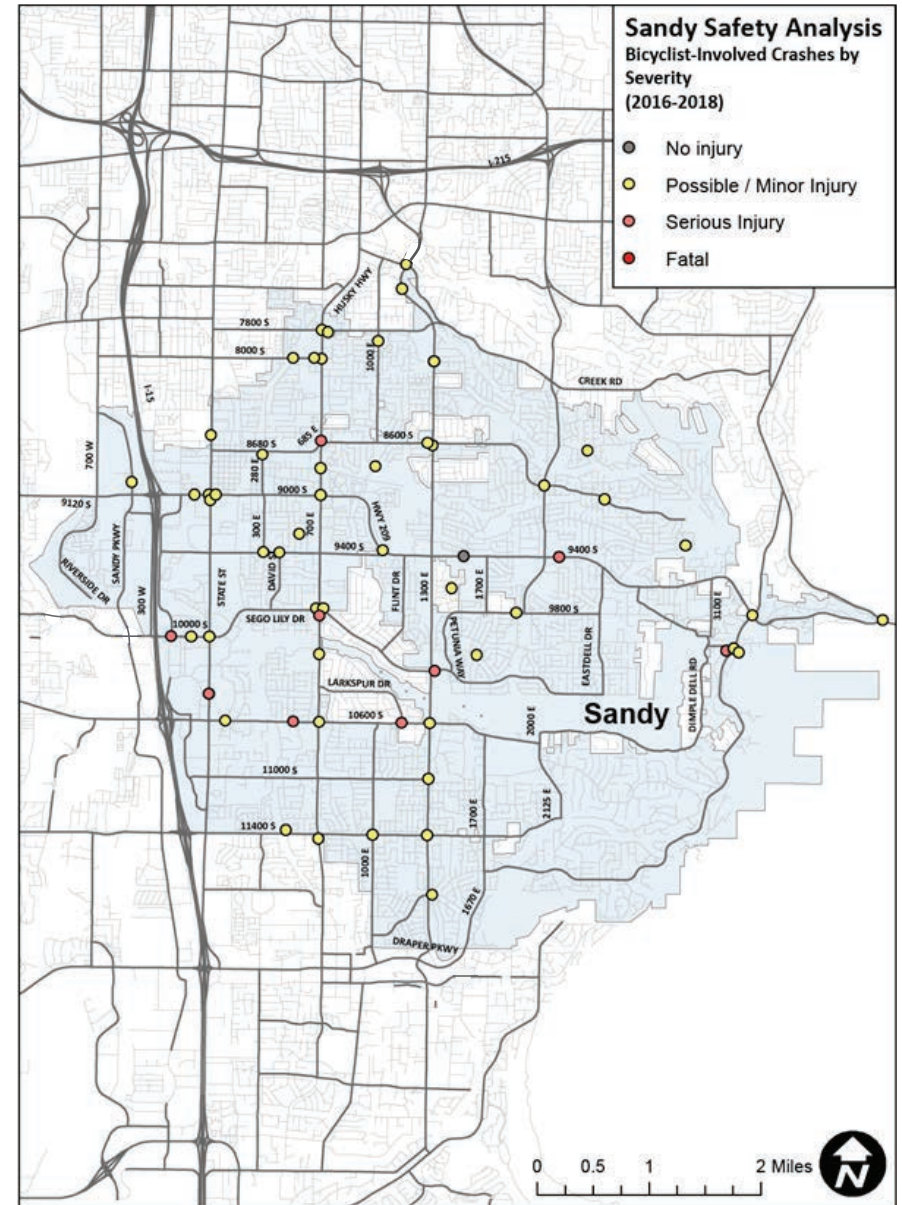 Sandy Safety Analysis
Bicyclist-Involved Crashes by
Severity
(2016-2018)
No injury
Possible / Minor Injury
Serious Injury
Fatal
I-215
HUSKY HWY
7800 S
8000 S
1000 E
CREEK RD
I-15
700 W
685 E
8680 S
8600 S
280 E
9000 S
9120 S
HWY 209
SANDY PKWY
RIVERSIDE DR
300 W
STATE ST
300 E
DAVID S
700 E
9400 S
FLINT DR
1300 E
1700 E
9400 S
9800 S
3100 E
10000 S
SEGO LILY DR
PETUNIA WAY
EASTDELL DR
LARKSPUR DR
DIMPLE DELL RD
10600 S
2000 E
Sandy
11000 S
1700 E
2125 E
11400 S
1000 E
1670 E
DRAPER PKWY
0 0.5 1 2 Miles
N